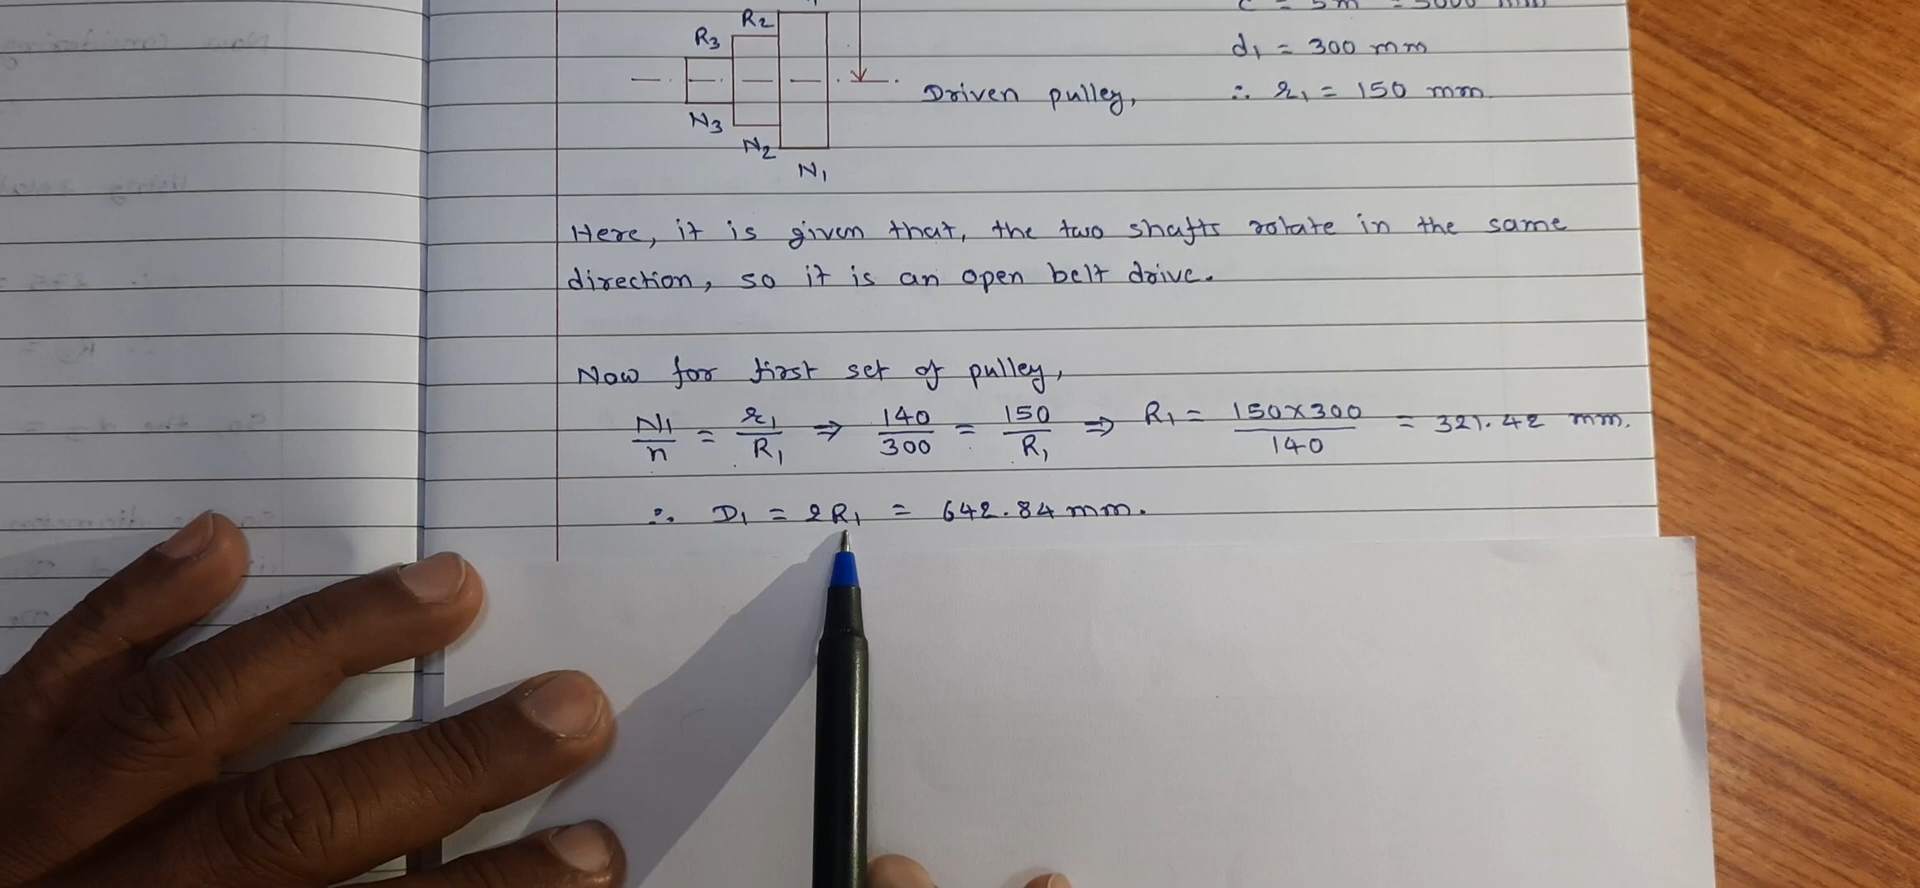 R2
R3
d1 = 300 mm
Driven pulley, ∴ r1 = 150 mm
N3
N2
N1
Here, it is given that, the two shafts rotate in the same
direction, so it is an open belt drive.
Now for first set of pulley,
N1/n = r1/R1 ⇒ 140/300 = 150/R1 ⇒ R1 = 150×300/140 = 321.42 mm.
∴ D1 = 2R1 = 642.84 mm.